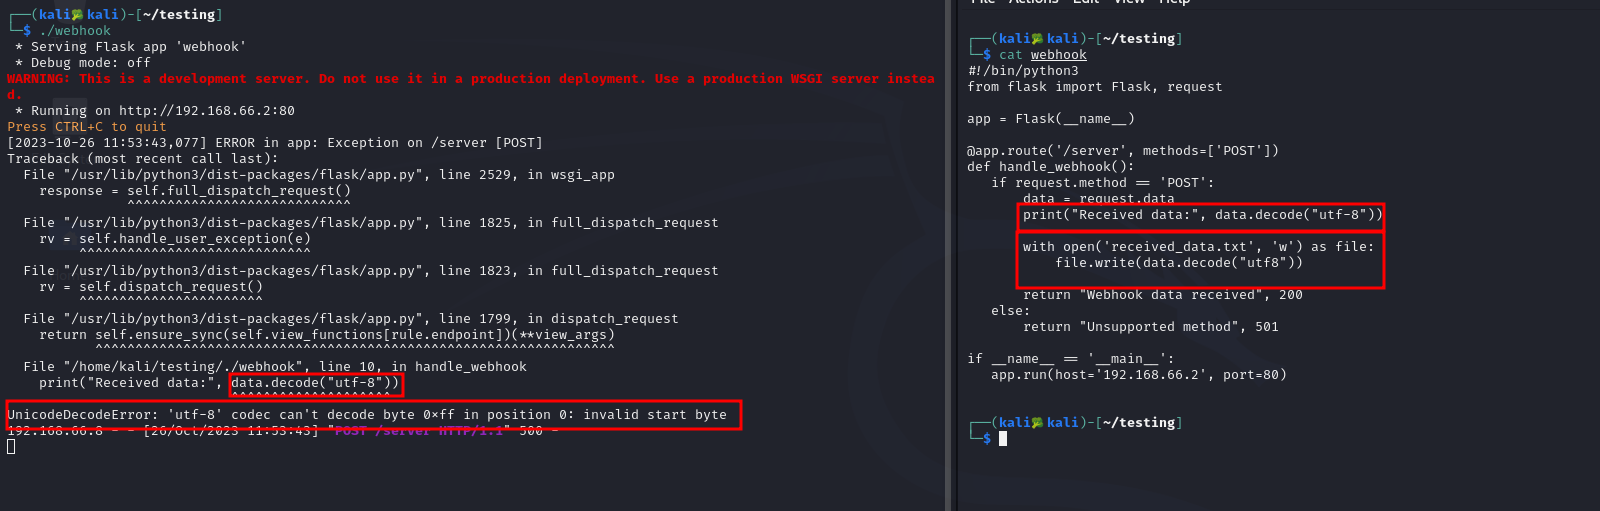 ┌──(kali🥦kali)-[~/testing]
└─$ ./webhook
 * Serving Flask app 'webhook'
 * Debug mode: off
WARNING: This is a development server. Do not use it in a production deployment. Use a production WSGI server instea
d.
 * Running on http://192.168.66.2:80
Press CTRL+C to quit
[2023-10-26 11:53:43,077] ERROR in app: Exception on /server [POST]
Traceback (most recent call last):
  File "/usr/lib/python3/dist-packages/flask/app.py", line 2529, in wsgi_app
    response = self.full_dispatch_request()
               ^^^^^^^^^^^^^^^^^^^^^^^^^^^^
  File "/usr/lib/python3/dist-packages/flask/app.py", line 1825, in full_dispatch_request
    rv = self.handle_user_exception(e)
         ^^^^^^^^^^^^^^^^^^^^^^^^^^^^^
  File "/usr/lib/python3/dist-packages/flask/app.py", line 1823, in full_dispatch_request
    rv = self.dispatch_request()
         ^^^^^^^^^^^^^^^^^^^^^^^
  File "/usr/lib/python3/dist-packages/flask/app.py", line 1799, in dispatch_request
    return self.ensure_sync(self.view_functions[rule.endpoint])(**view_args)
           ^^^^^^^^^^^^^^^^^^^^^^^^^^^^^^^^^^^^^^^^^^^^^^^^^^^^^^^^^^^^^^^^^
  File "/home/kali/testing/./webhook", line 10, in handle_webhook
    print("Received data:", data.decode("utf-8"))
                            ^^^^^^^^^^^^^^^^^^^^
UnicodeDecodeError: 'utf-8' codec can't decode byte 0xff in position 0: invalid start byte
192.168.66.8 - - [26/Oct/2023 11:53:43] "POST /server HTTP/1.1" 500 -
File Actions Edit View Help
┌──(kali🥦kali)-[~/testing]
└─$ cat webhook
#!/bin/python3
from flask import Flask, request
app = Flask(__name__)
@app.route('/server', methods=['POST'])
def handle_webhook():
   if request.method == 'POST':
       data = request.data
       print("Received data:", data.decode("utf-8"))
       with open('received_data.txt', 'w') as file:
           file.write(data.decode("utf8"))
       return "Webhook data received", 200
   else:
       return "Unsupported method", 501
if __name__ == '__main__':
   app.run(host='192.168.66.2', port=80)
┌──(kali🥦kali)-[~/testing]
└─$